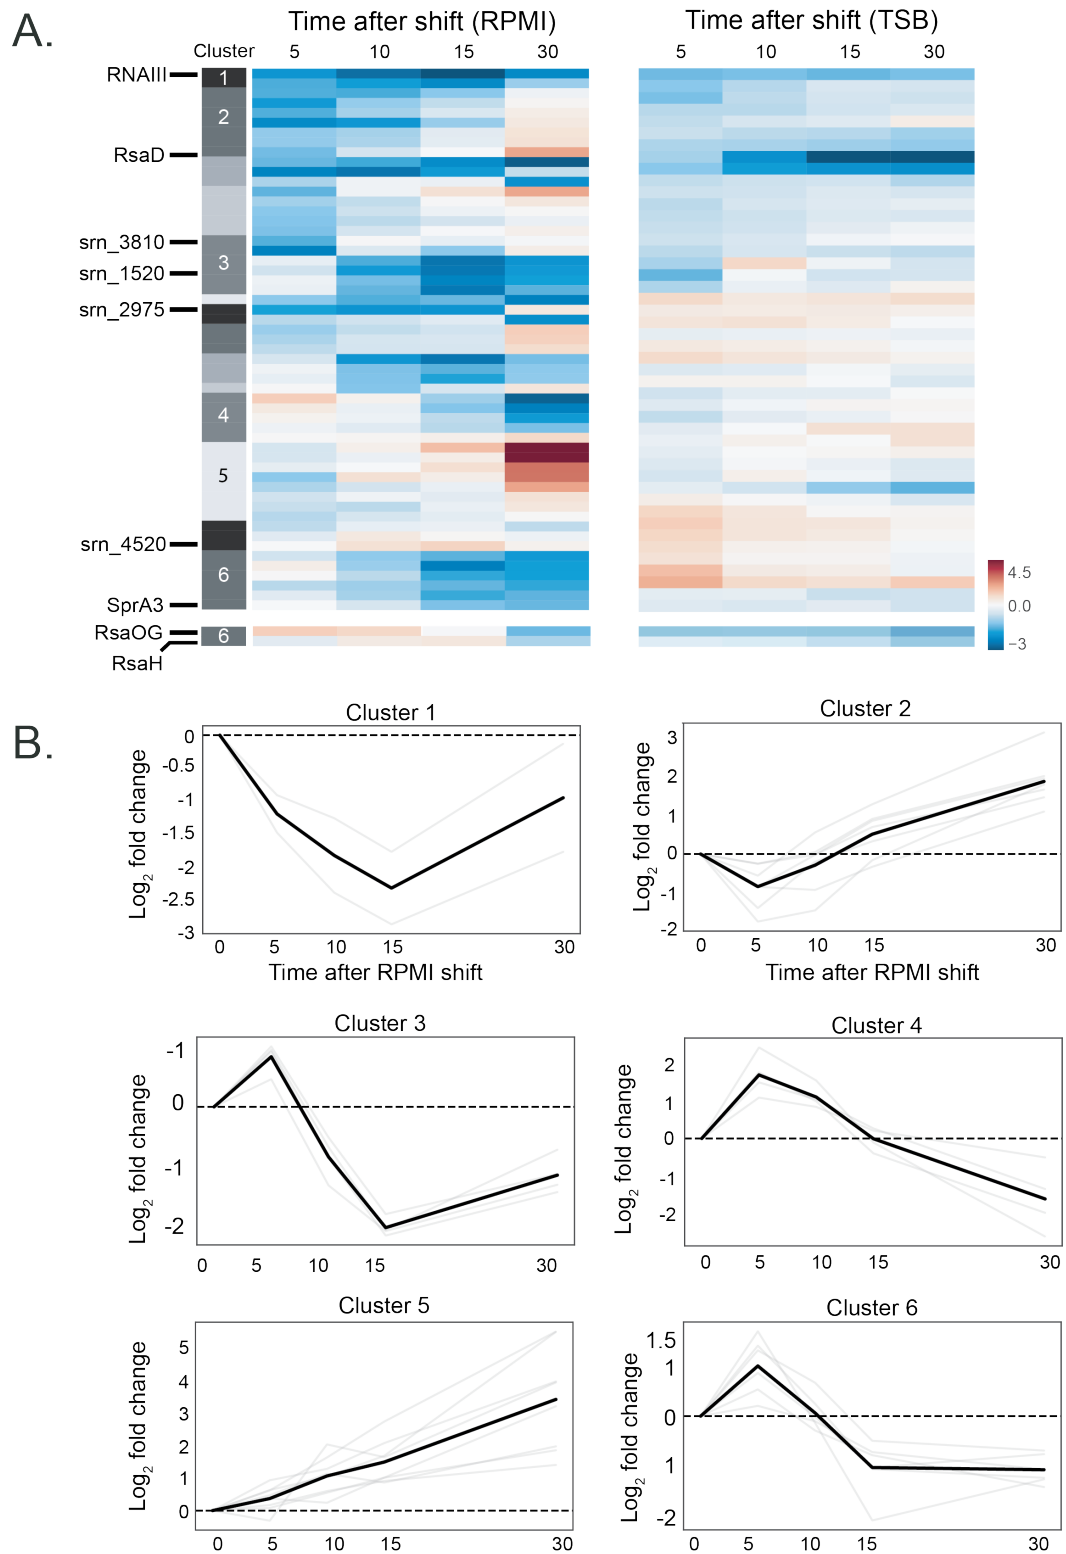 A.
Time after shift (RPMI)
Time after shift (TSB)
Cluster 5 10 15 30
5 10 15 30
RNAIII
1
2
RsaD
srn_3810
3
srn_1520
srn_2975
4
5
srn_4520
6
SprA3
RsaOG
6
RsaH
4.5
0.0
−3
B.
Cluster 1
Log2 fold change
0
-0.5
-1
-1.5
-2
-2.5
-3
0 5 10 15 30
Time after RPMI shift
Cluster 2
Log2 fold change
3
2
1
0
-1
-2
0 5 10 15 30
Time after RPMI shift
Cluster 3
Log2 fold change
-1
0
-1
-2
0 5 10 15 30
Cluster 4
Log2 fold change
2
1
0
-1
-2
0 5 10 15 30
Cluster 5
Log2 fold change
5
4
3
2
1
0
0 5 10 15 30
Cluster 6
Log2 fold change
1.5
1
0
1
-2
0 5 10 15 30